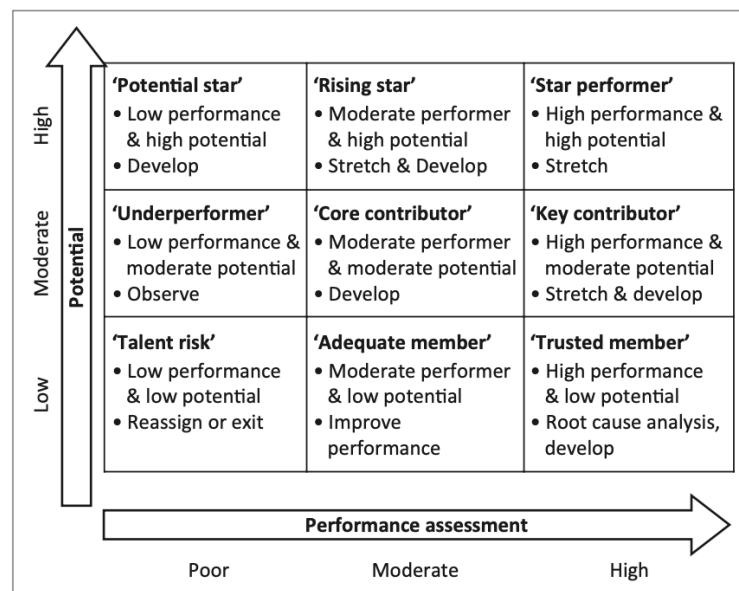 High
Moderate
Low
Potential
‘Potential star’
• Low performance
& high potential
• Develop
‘Rising star’
• Moderate performer
& high potential
• Stretch & Develop
‘Star performer’
• High performance &
high potential
• Stretch
‘Underperformer’
• Low performance &
moderate potential
• Observe
‘Core contributor’
• Moderate performer
& moderate potential
• Develop
‘Key contributor’
• High performance &
moderate potential
• Stretch & develop
‘Talent risk’
• Low performance
& low potential
• Reassign or exit
‘Adequate member’
• Moderate performer
& low potential
• Improve
performance
‘Trusted member’
• High performance
& low potential
• Root cause analysis,
develop
Performance assessment
Poor
Moderate
High